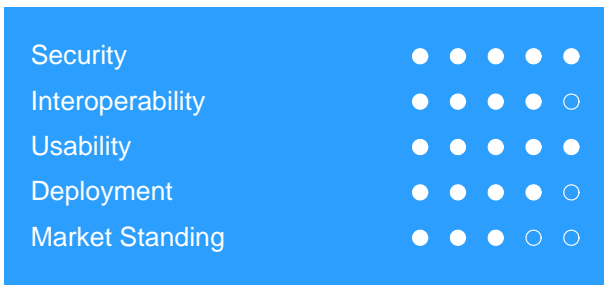 Security
Interoperability
Usability
Deployment
Market Standing